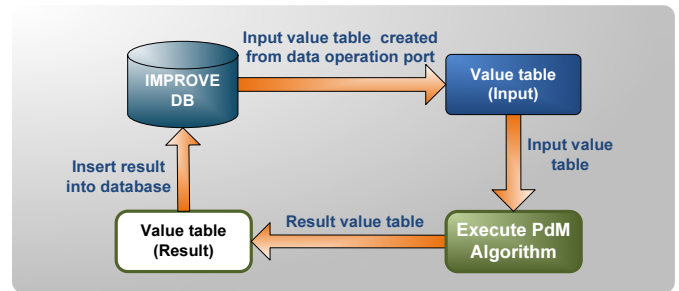 Input value table created
from data operation port
IMPROVE
DB
Value table
(Input)
Input value
table
Insert result
into database
Result value table
Value table
(Result)
Execute PdM
Algorithm